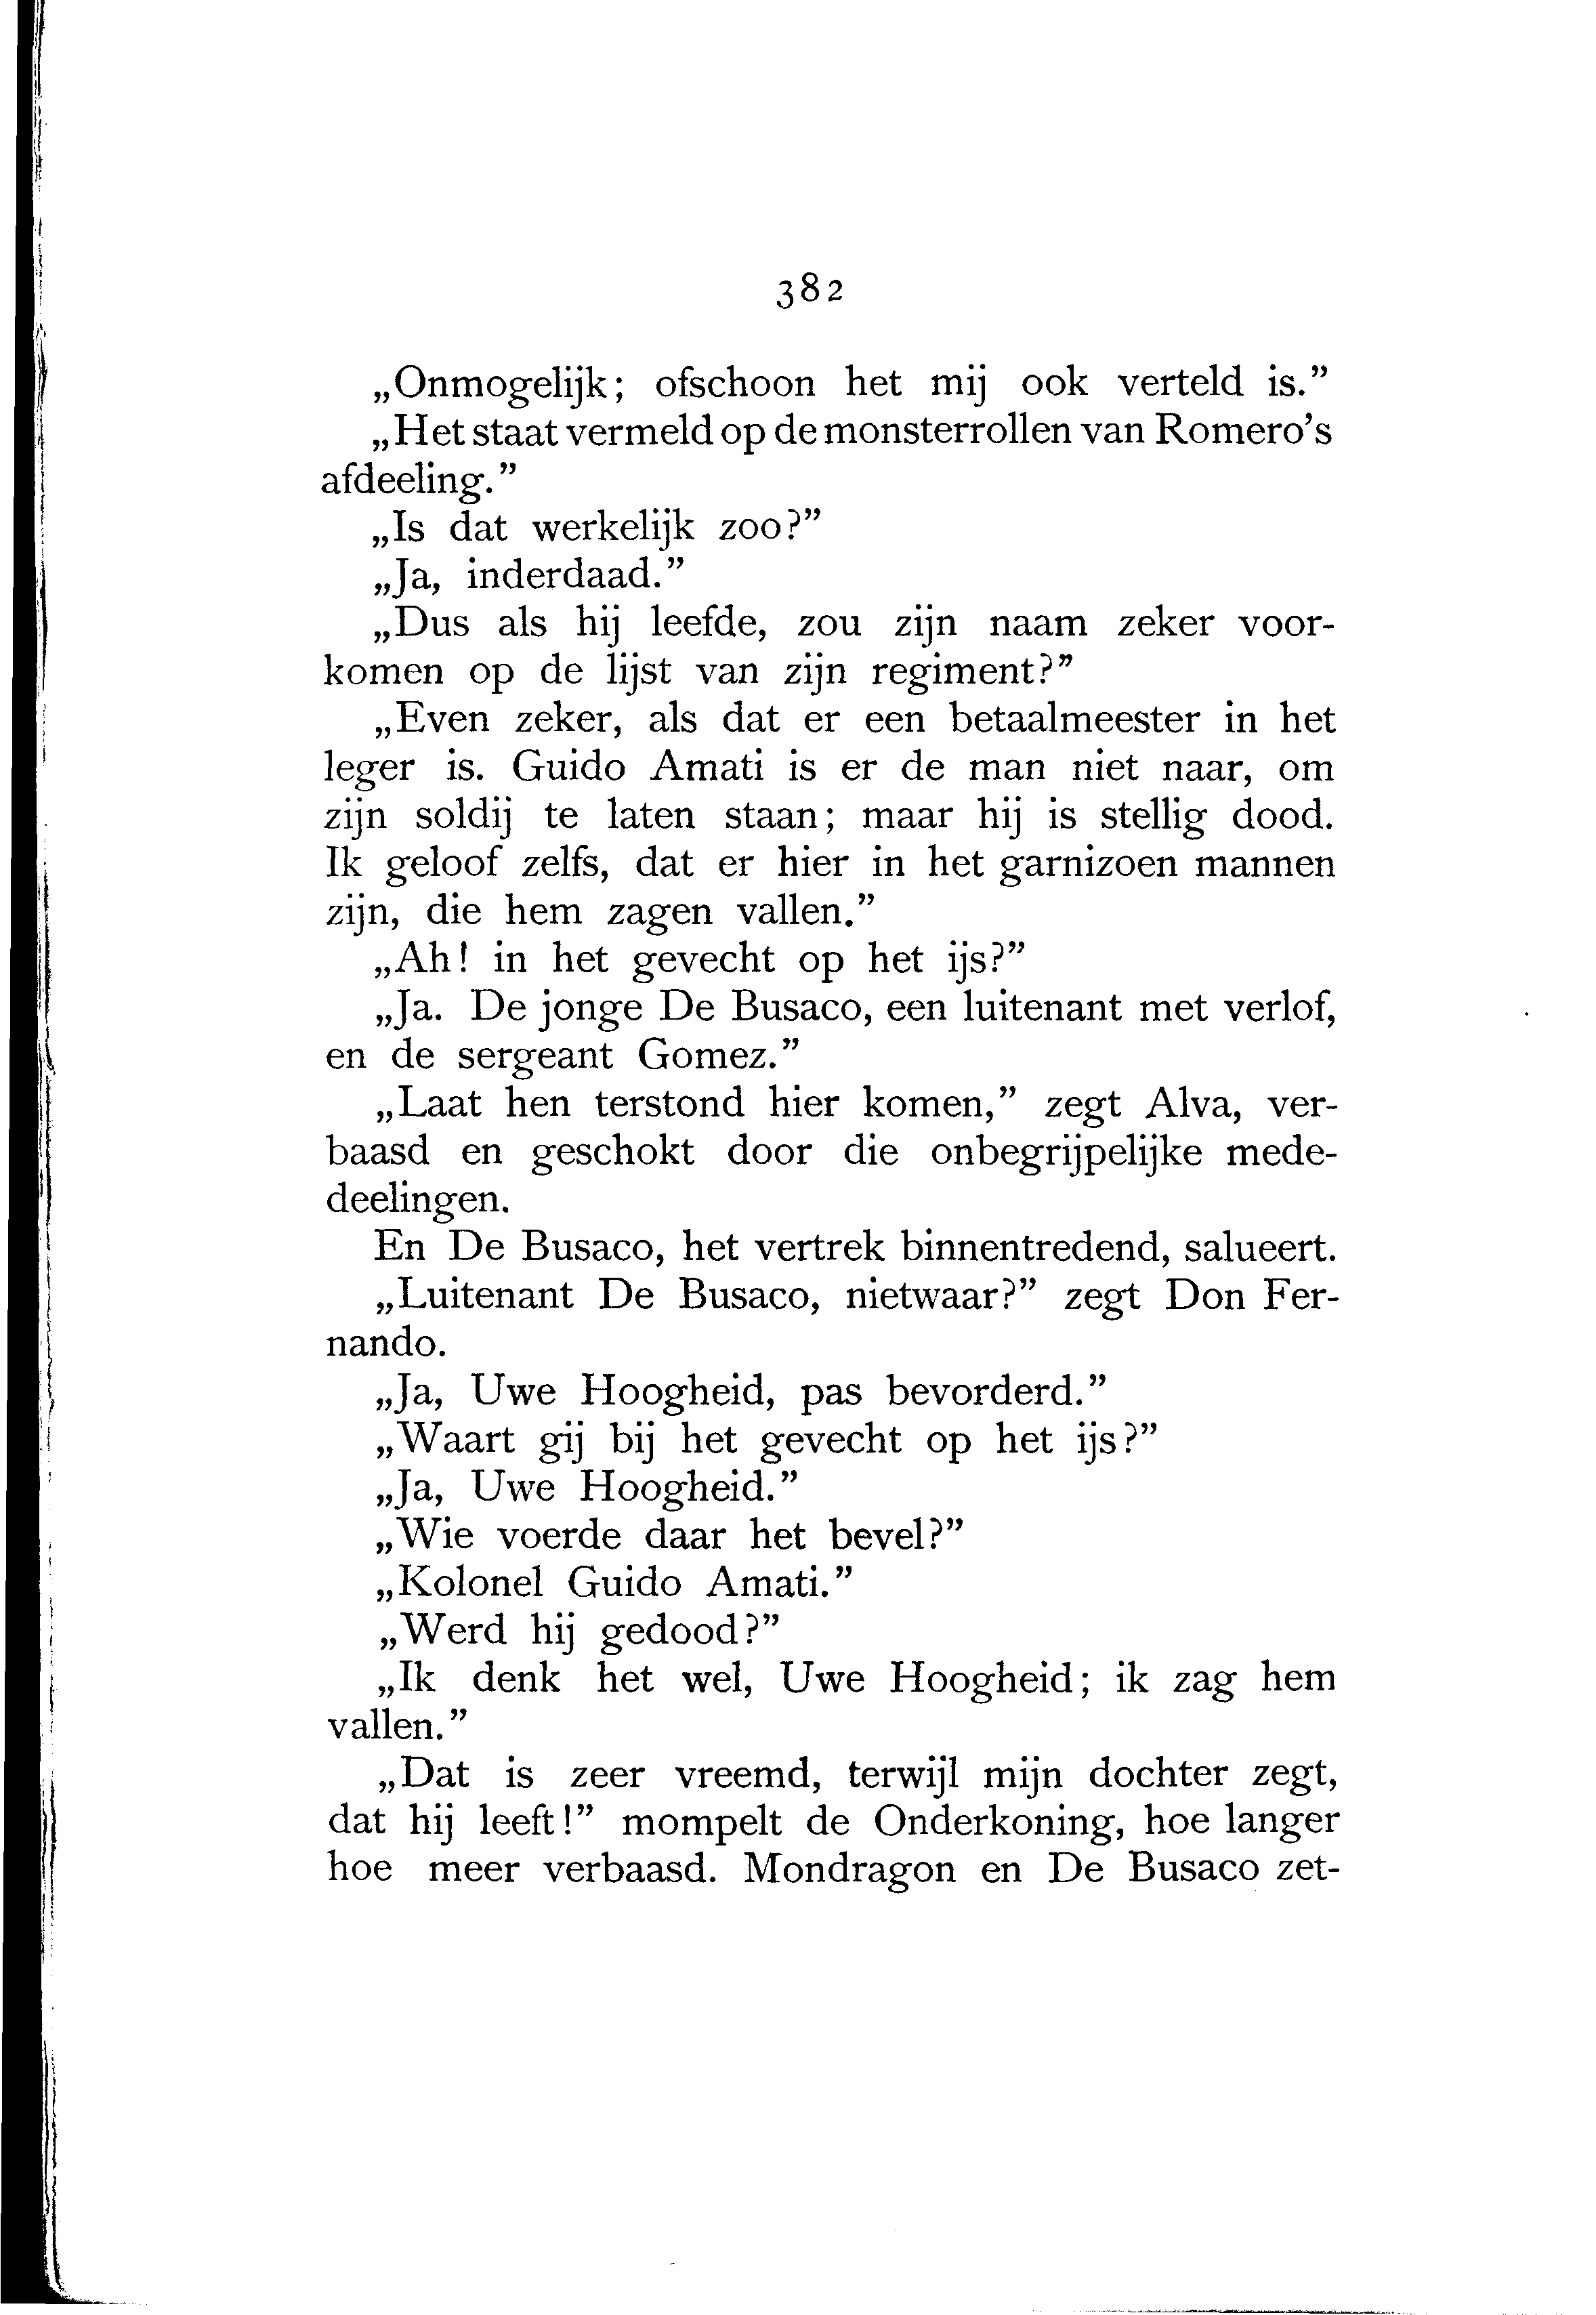 382
„Onmogelijk; ofschoon het mij ook verteld is.”
„Het staat vermeld op de monsterrollen van Romero’s
afdeeling.”
„Is dat werkelijk zoo?”
„Ja, inderdaad.”
„Dus als hij leefde, zou zijn naam zeker voor-
komen op de lijst van zijn regiment?”
„Even zeker, als dat er een betaalmeester in het
leger is. Guido Amati is er de man niet naar, om
zijn soldij te laten staan; maar hij is stellig dood.
Ik geloof zelfs, dat er hier in het garnizoen mannen
zijn, die hem zagen vallen.”
„Ah! in het gevecht op het ijs?”
„Ja. De jonge De Busaco, een luitenant met verlof,
en de sergeant Gomez.”
„Laat hen terstond hier komen,” zegt Alva, ver-
baasd en geschokt door die onbegrijpelijke mede-
deelingen.
En De Busaco, het vertrek binnentredend, salueert.
„Luitenant De Busaco, nietwaar?” zegt Don Fer-
nando.
„Ja, Uwe Hoogheid, pas bevorderd.”
„Waart gij bij het gevecht op het ijs?”
„Ja, Uwe Hoogheid.”
„Wie voerde daar het bevel?”
„Kolonel Guido Amati.”
„Werd hij gedood?”
„Ik denk het wel, Uwe Hoogheid; ik zag hem
vallen.”
„Dat is zeer vreemd, terwijl mijn dochter zegt,
dat hij leeft!” mompelt de Onderkoning, hoe langer
hoe meer verbaasd. Mondragon en De Busaco zet-